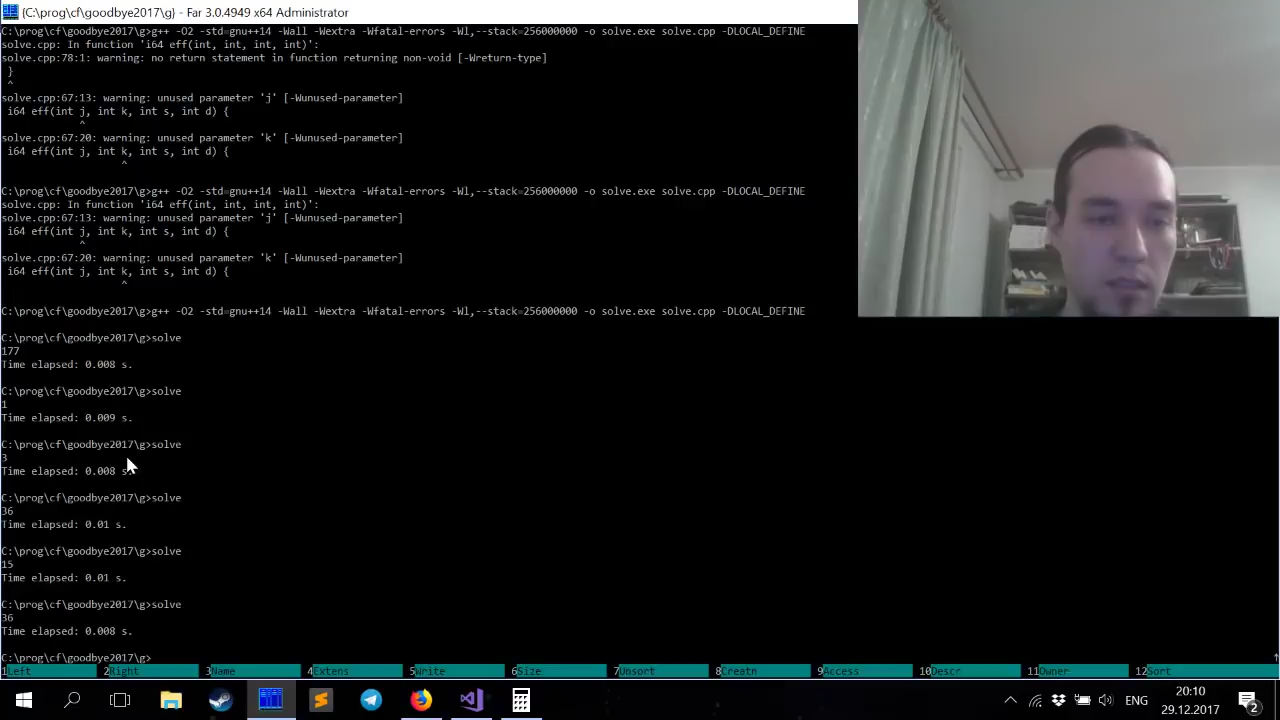 {C:\prog\cf\goodbye2017\g} - Far 3.0.4949 x64 Administrator
C:\prog\cf\goodbye2017\g>g++ -O2 -std=gnu++14 -Wall -Wextra -Wfatal-errors -Wl,--stack=256000000 -o solve.exe solve.cpp -DLOCAL_DEFINE
solve.cpp: In function 'i64 eff(int, int, int, int)':
solve.cpp:78:1: warning: no return statement in function returning non-void [-Wreturn-type]
}
^
solve.cpp:67:13: warning: unused parameter 'j' [-Wunused-parameter]
i64 eff(int j, int k, int s, int d) {
^
solve.cpp:67:20: warning: unused parameter 'k' [-Wunused-parameter]
i64 eff(int j, int k, int s, int d) {
^
C:\prog\cf\goodbye2017\g>g++ -O2 -std=gnu++14 -Wall -Wextra -Wfatal-errors -Wl,--stack=256000000 -o solve.exe solve.cpp -DLOCAL_DEFINE
solve.cpp: In function 'i64 eff(int, int, int, int)':
solve.cpp:67:13: warning: unused parameter 'j' [-Wunused-parameter]
i64 eff(int j, int k, int s, int d) {
^
solve.cpp:67:20: warning: unused parameter 'k' [-Wunused-parameter]
i64 eff(int j, int k, int s, int d) {
^
C:\prog\cf\goodbye2017\g>g++ -O2 -std=gnu++14 -Wall -Wextra -Wfatal-errors -Wl,--stack=256000000 -o solve.exe solve.cpp -DLOCAL_DEFINE
C:\prog\cf\goodbye2017\g>solve
177
Time elapsed: 0.008 s.
C:\prog\cf\goodbye2017\g>solve
1
Time elapsed: 0.009 s.
C:\prog\cf\goodbye2017\g>solve
3
Time elapsed: 0.008 s.
C:\prog\cf\goodbye2017\g>solve
36
Time elapsed: 0.01 s.
C:\prog\cf\goodbye2017\g>solve
15
Time elapsed: 0.01 s.
C:\prog\cf\goodbye2017\g>solve
36
Time elapsed: 0.008 s.
C:\prog\cf\goodbye2017\g>
1Left 2Right 3Name 4Extens 5Write 6Size 7Unsort 8Creatn 9Access 10Descr 11Owner 12Sort
ENG
20:10
29.12.2017
2